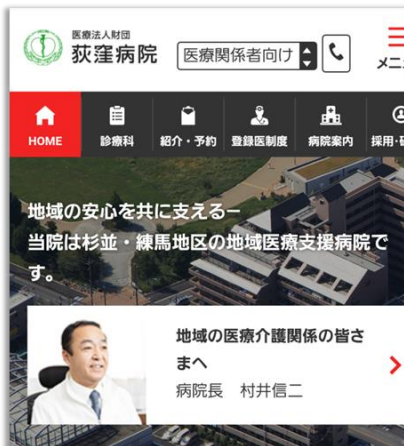 医療法人財団
荻窪病院
医療関係者向け
HOME
診療科
紹介・予約
登録医制度
病院案内
地域の安心を共に支えるー
当院は杉並・練馬地区の地域医療支援病院で
す。
地域の医療介護関係の皆さ
まへ
病院長 村井信二